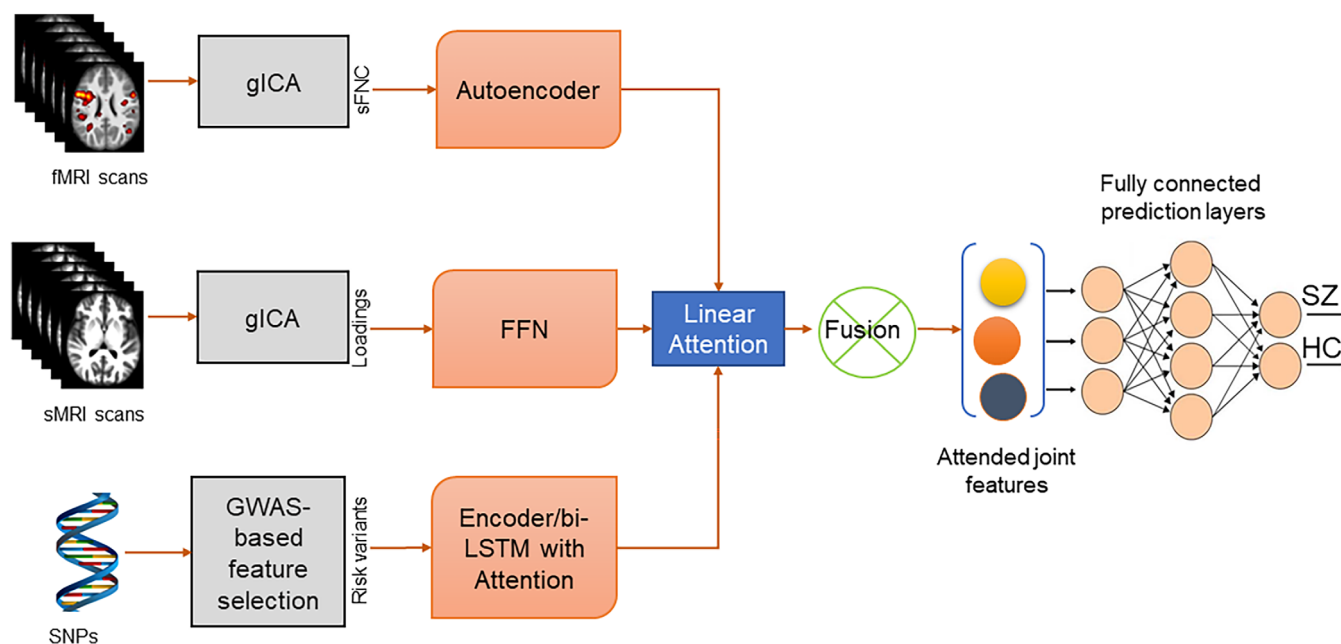 fMRI scans
gICA
sFNC
Autoencoder
sMRI scans
gICA
Loadings
FFN
SNPs
GWAS-
based
feature
selection
Risk variants
Encoder/bi-
LSTM with
Attention
Linear
Attention
Fusion
Attended joint
features
Fully connected
prediction layers
SZ
HC